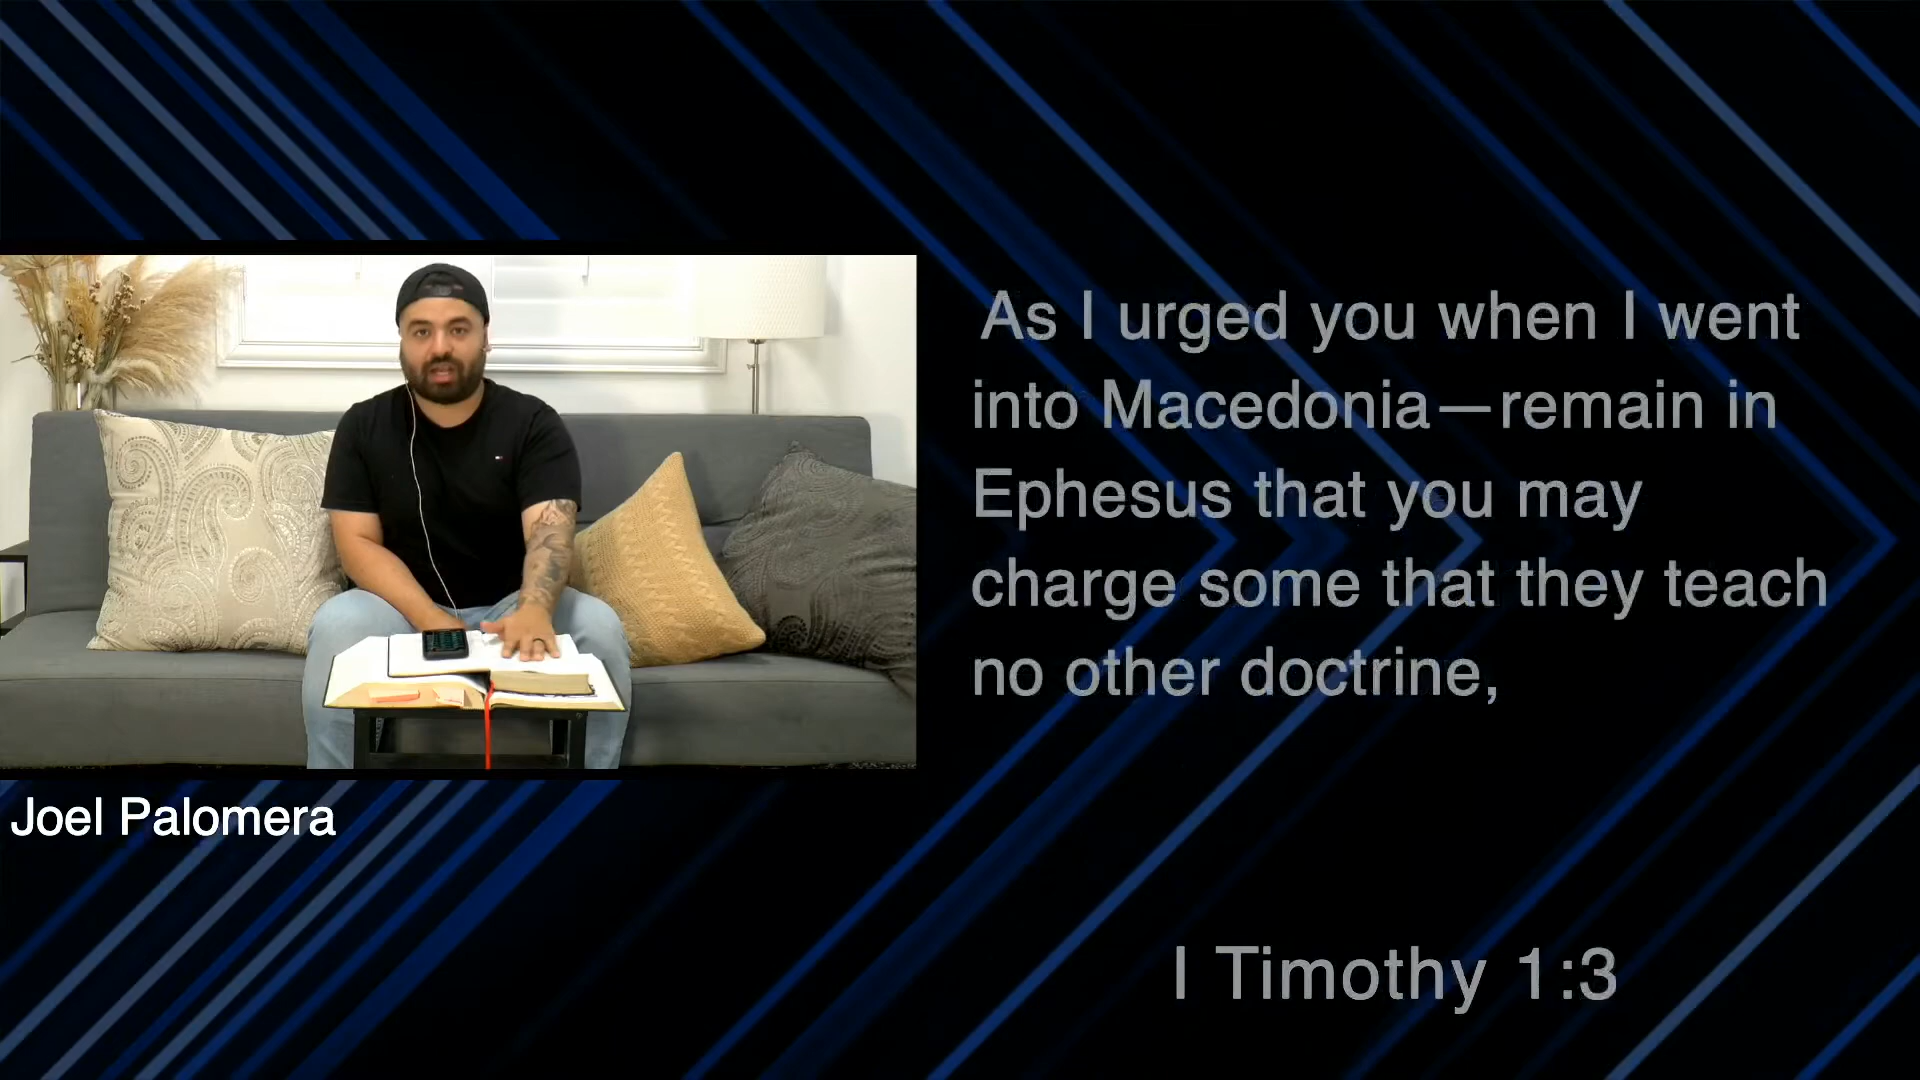 As I urged you when I went
into Macedonia—remain in
Ephesus that you may
charge some that they teach
no other doctrine,
I Timothy 1:3
Joel Palomera